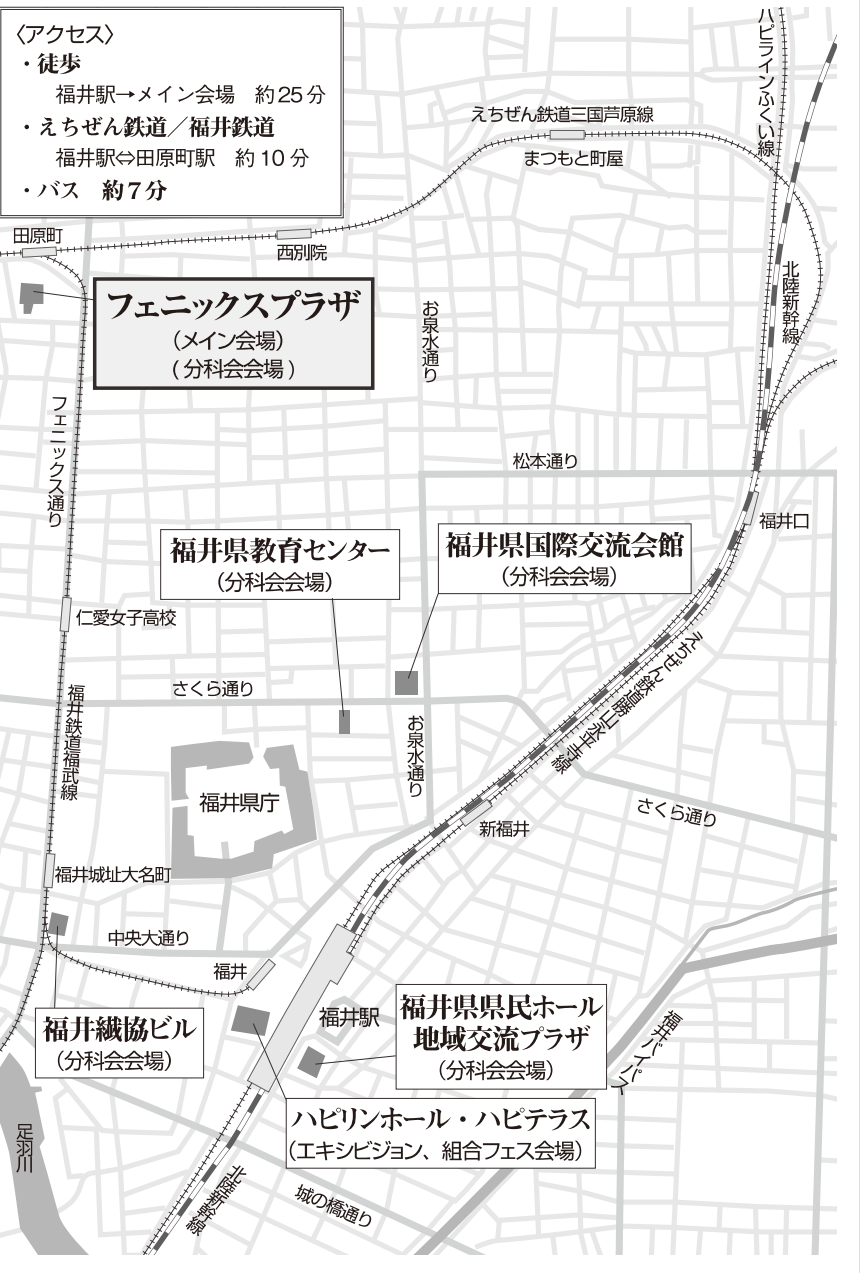 〈アクセス〉
・徒歩
福井駅→メイン会場 約25分
・えちぜん鉄道／福井鉄道
福井駅⇔田原町駅 約10分
・バス 約7分
ハピラインふくい線
えちぜん鉄道三国芦原線
まつもと町屋
田原町
西別院
北陸新幹線
フェニックスプラザ
（メイン会場）
(分科会会場)
お泉水通り
フェニックス通り
松本通り
福井口
福井県教育センター
（分科会会場）
福井県国際交流会館
（分科会会場）
仁愛女子高校
えちぜん鉄道勝山永平寺線
さくら通り
福井鉄道福武線
お泉水通り
福井県庁
さくら通り
新福井
福井城址大名町
中央大通り
福井
福井駅
福井県県民ホール
地域交流プラザ
（分科会会場）
福井繊協ビル
（分科会会場）
福井バイパス
ハピリンホール・ハピテラス
（エキシビジョン、組合フェス会場）
足羽川
北陸新幹線
城の橋通り